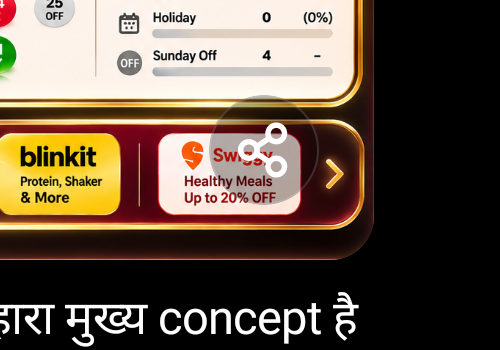 25
OFF
Holiday 0 (0%)
OFF Sunday Off 4 -
blinkit
Protein, Shaker
& More
Swiggy
Healthy Meals
Up to 20% OFF
मुख्य concept है